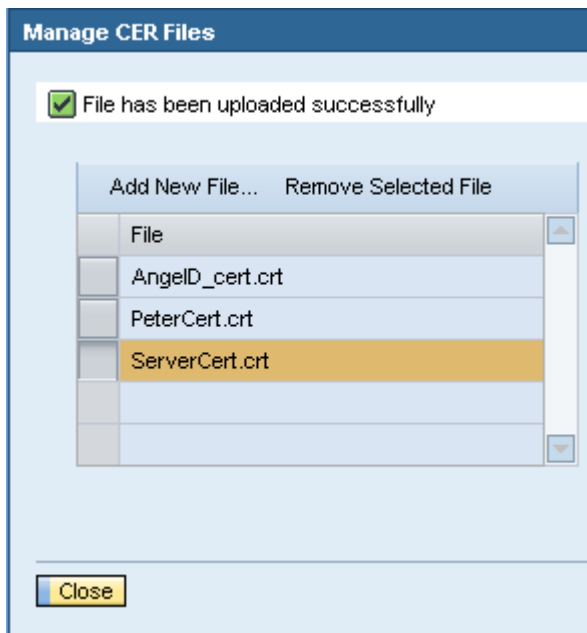 Manage CER Files
File has been uploaded successfully
Add New File... Remove Selected File
File
AngelD_cert.crt
PeterCert.crt
ServerCert.crt
Close